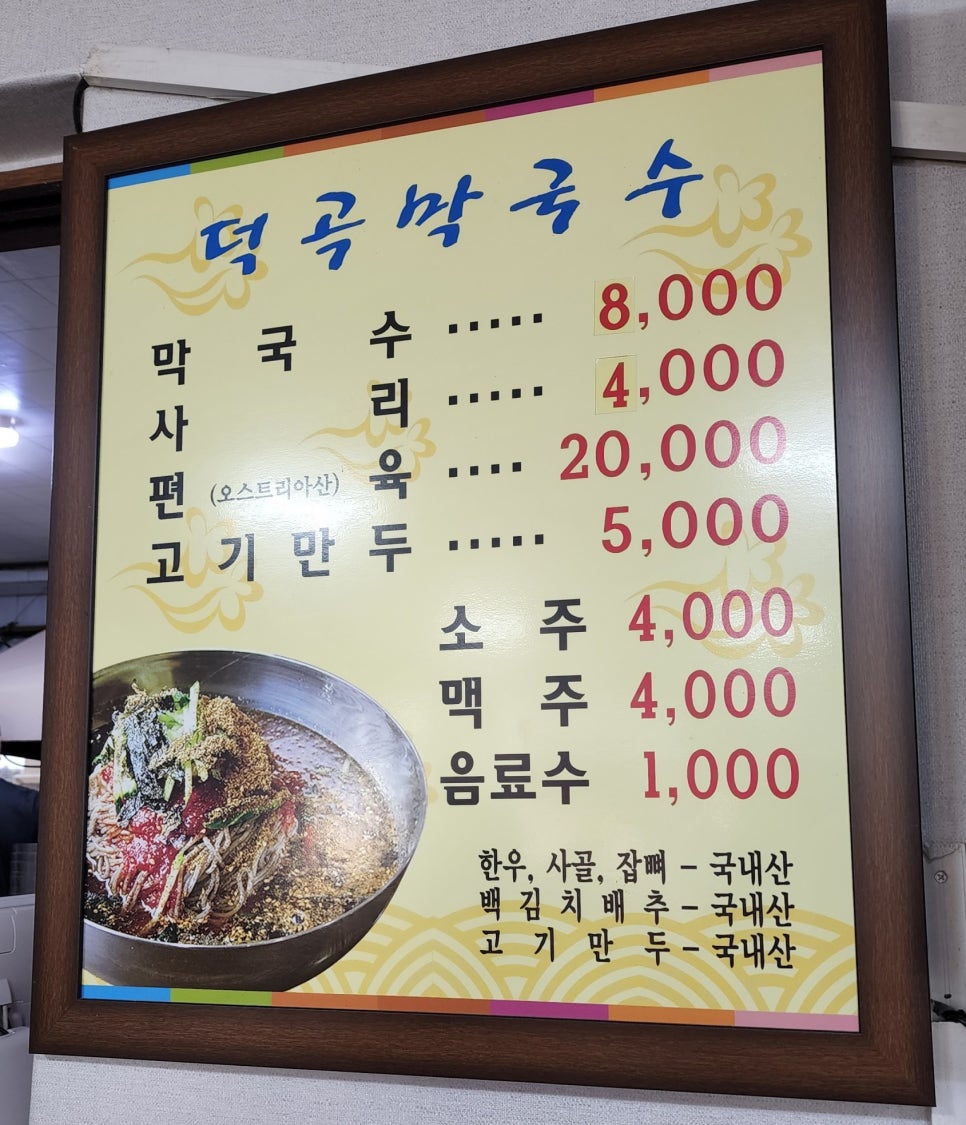 덕곡막국수
막국수 ..... 8,000
사리 ..... 4,000
편(오스트리아산)육 .... 20,000
고기만두 ..... 5,000
소주 4,000
맥주 4,000
음료수 1,000
한우, 사골, 잡뼈 - 국내산
백김치배추 - 국내산
고기만두 - 국내산